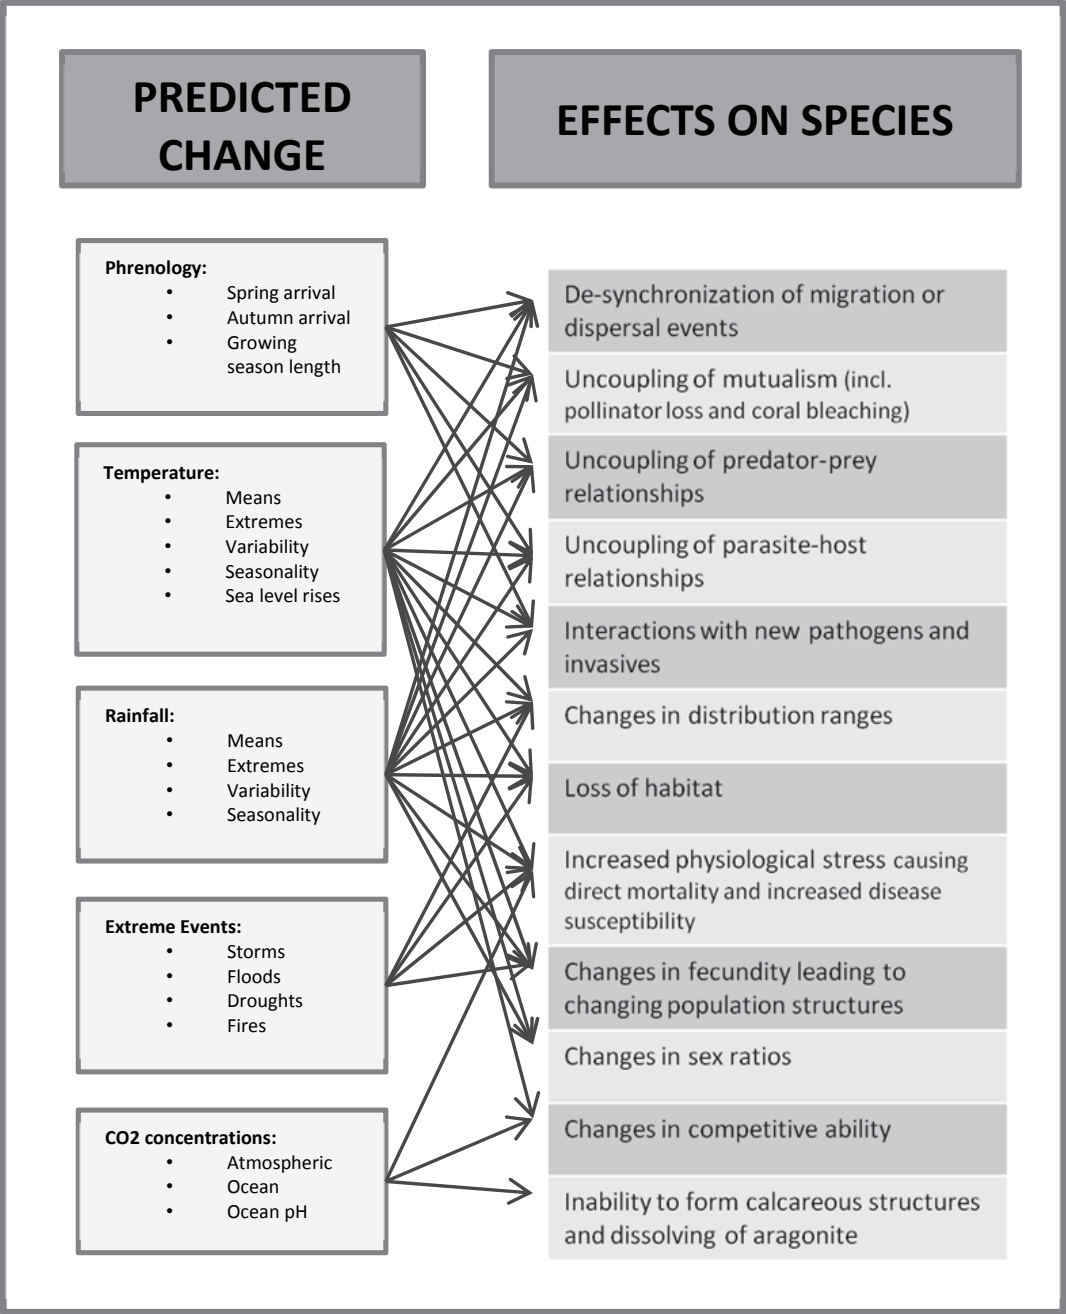 PREDICTED
CHANGE
EFFECTS ON SPECIES
Phrenology:
• Spring arrival
• Autumn arrival
• Growing
season length
Temperature:
• Means
• Extremes
• Variability
• Seasonality
• Sea level rises
Rainfall:
• Means
• Extremes
• Variability
• Seasonality
Extreme Events:
• Storms
• Floods
• Droughts
• Fires
CO2 concentrations:
• Atmospheric
• Ocean
• Ocean pH
De-synchronization of migration or
dispersal events
Uncoupling of mutualism (incl.
pollinator loss and coral bleaching)
Uncoupling of predator-prey
relationships
Uncoupling of parasite-host
relationships
Interactions with new pathogens and
invasives
Changes in distribution ranges
Loss of habitat
Increased physiological stress causing
direct mortality and increased disease
susceptibility
Changes in fecundity leading to
changing population structures
Changes in sex ratios
Changes in competitive ability
Inability to form calcareous structures
and dissolving of aragonite